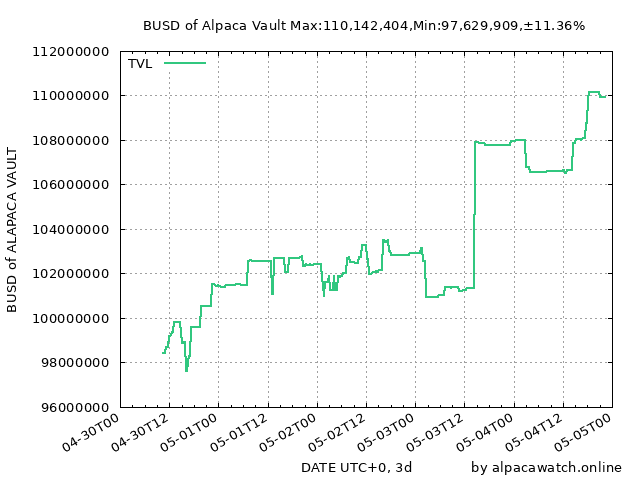 BUSD of Alpaca Vault Max:110,142,404,Min:97,629,909,±11.36%
TVL
112000000
110000000
108000000
106000000
104000000
102000000
100000000
98000000
96000000
BUSD of ALAPACA VAULT
04-30T00
04-30T12
05-01T00
05-01T12
05-02T00
05-02T12
05-03T00
05-03T12
05-04T00
05-04T12
05-05T00
DATE UTC+0, 3d
by alpacawatch.online